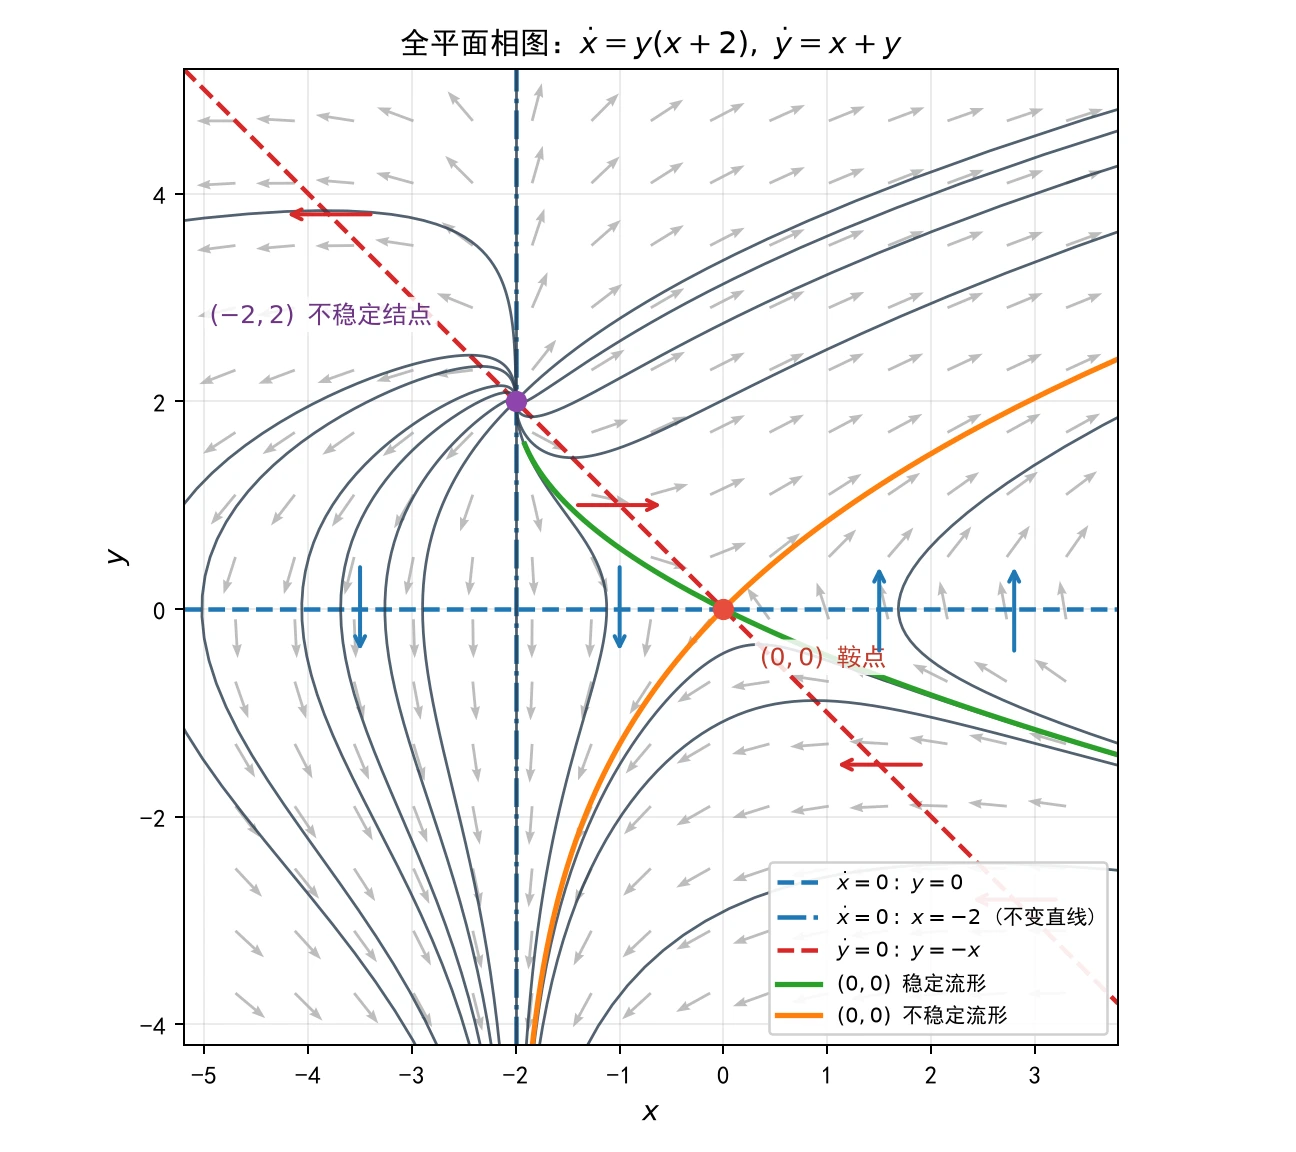 全平面相图：ẋ = y(x + 2), ẏ = x + y
y
4
2
0
−2
−4
(−2, 2) 不稳定结点
(0, 0) 鞍点
ẋ = 0 : y = 0
ẋ = 0 : x = −2（不变直线）
ẏ = 0 : y = −x
(0, 0) 稳定流形
(0, 0) 不稳定流形
−5 −4 −3 −2 −1 0 1 2 3
x